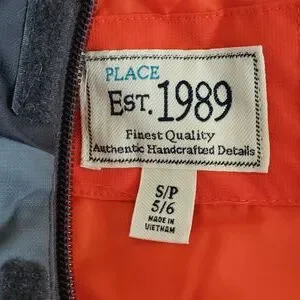 PLACE
EST. 1989
Finest Quality
Authentic Handcrafted Details
S/P
5/6
MADE IN
VIETNAM